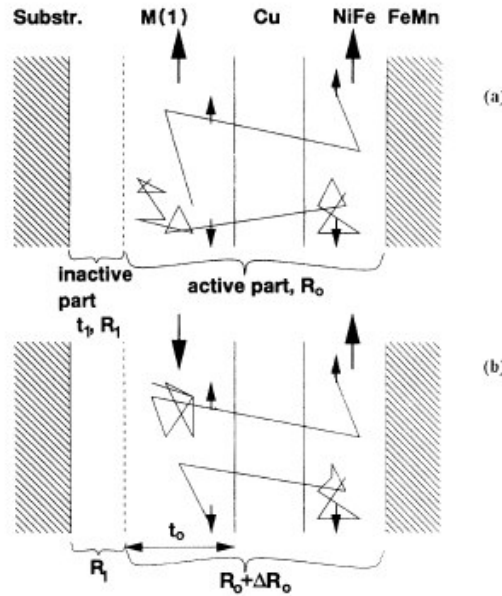 Substr. M(1) Cu NiFe FeMn
(a)
inactive part t₁, R₁
active part, Rₒ
(b)
tₒ
R₁
Rₒ+ΔRₒ